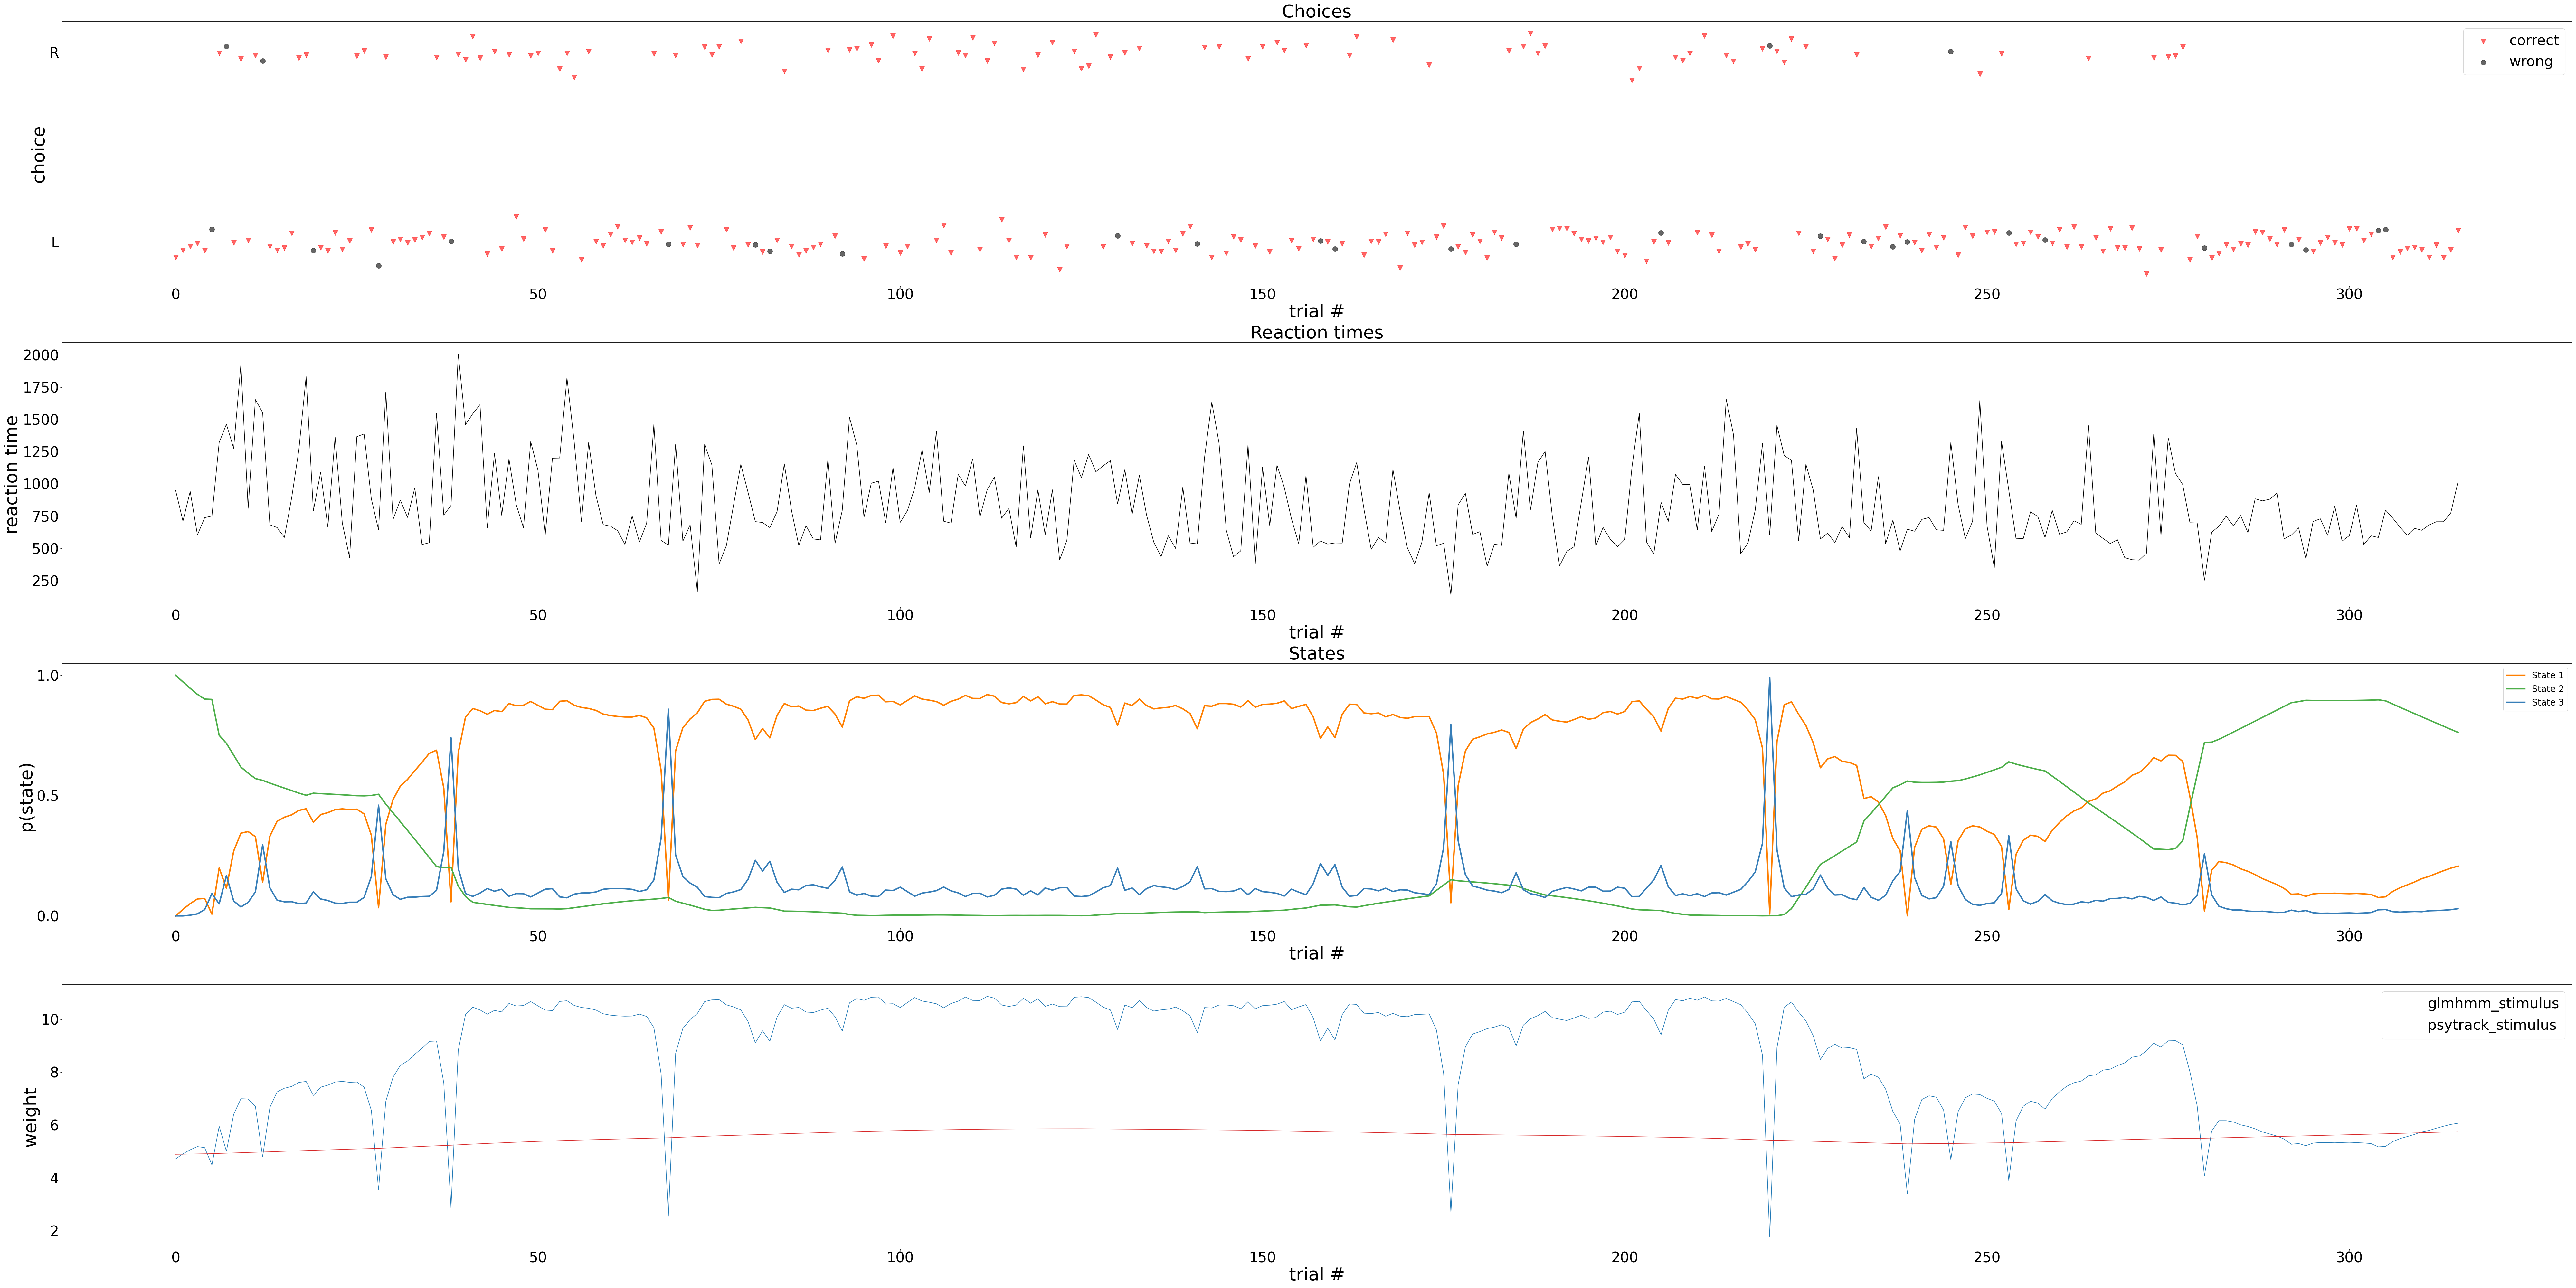 Choices
R
L
choice
correct
wrong
0 50 100 150 200 250 300
trial #
Reaction times
2000
1750
1500
1250
1000
750
500
250
reaction time
0 50 100 150 200 250 300
trial #
States
1.0
0.5
0.0
p(state)
State 1
State 2
State 3
0 50 100 150 200 250 300
trial #
10
8
6
4
2
weight
glmhmm_stimulus
psytrack_stimulus
0 50 100 150 200 250 300
trial #